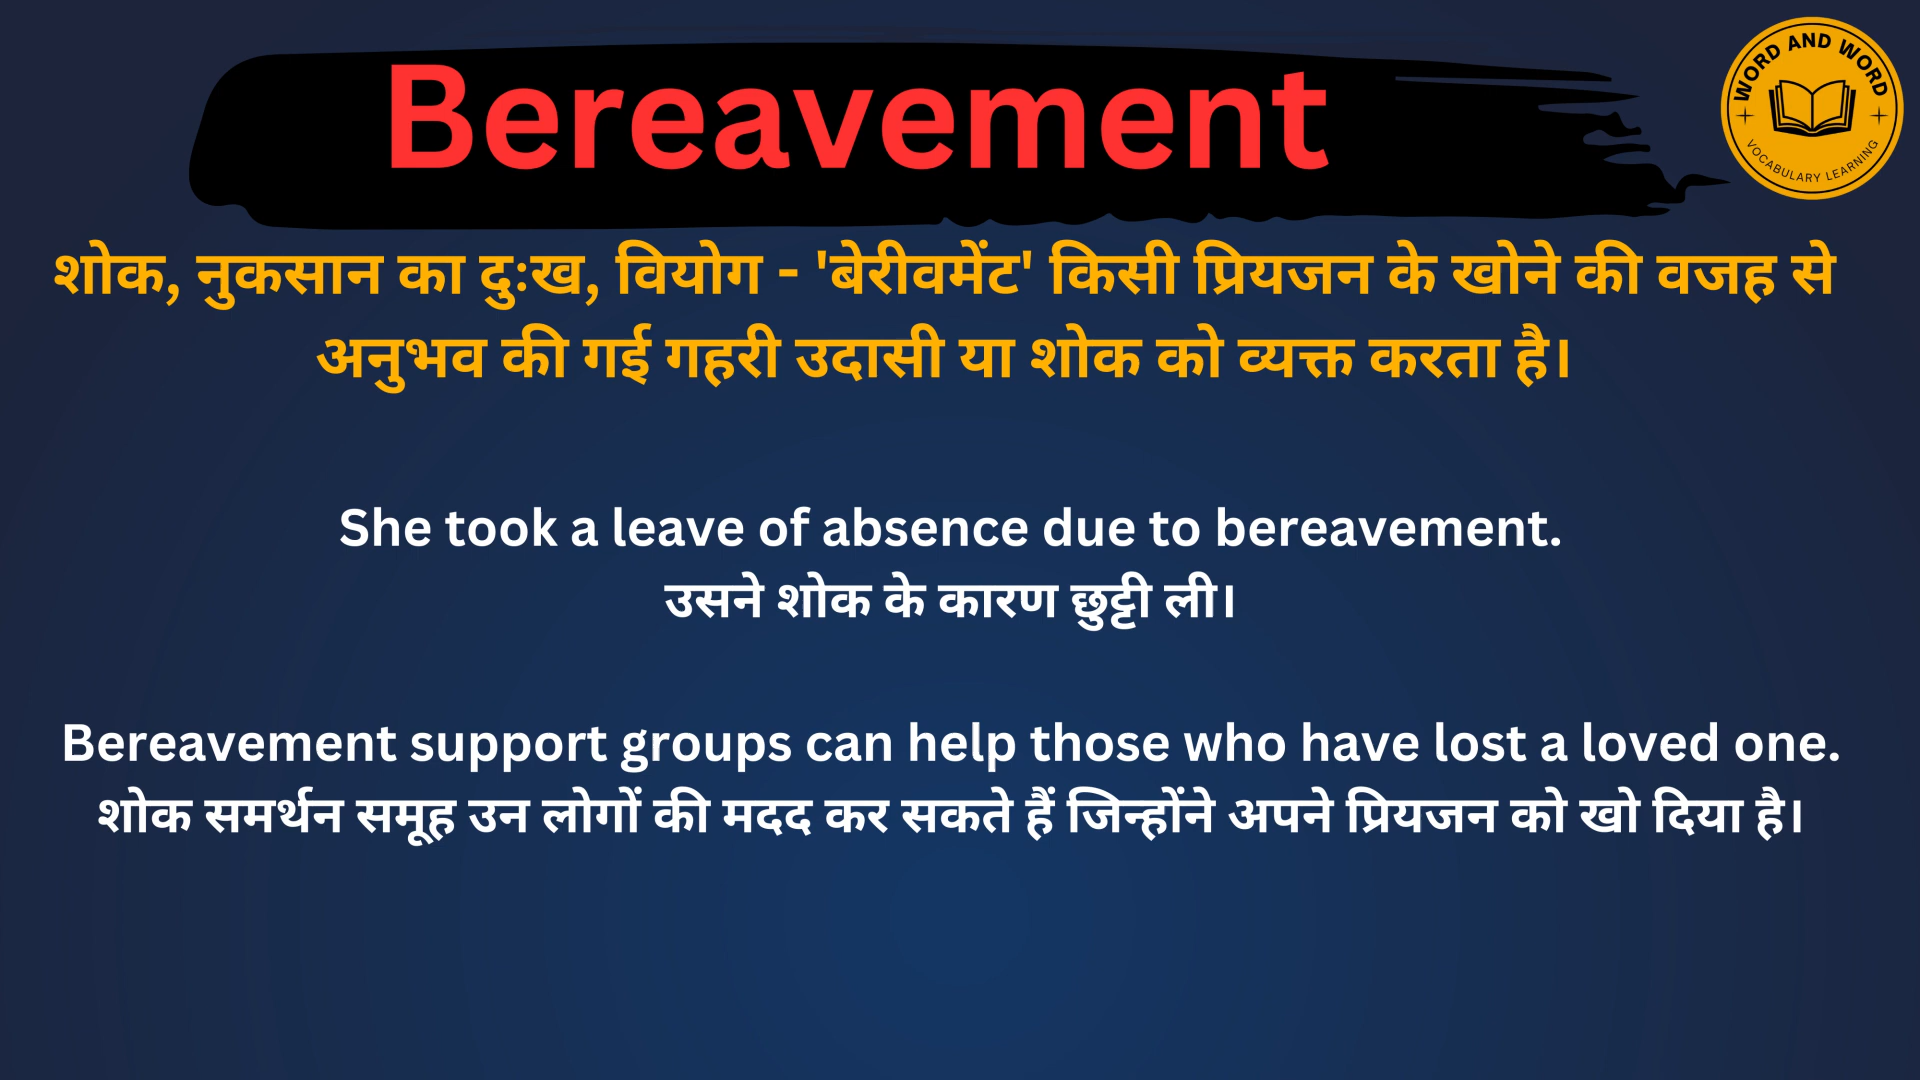 Bereavement
WORD AND WORD
VOCABULARY LEARNING
शोक, नुकसान का दुःख, वियोग - 'बेरीवमेंट' किसी प्रियजन के खोने की वजह से
अनुभव की गई गहरी उदासी या शोक को व्यक्त करता है।
She took a leave of absence due to bereavement.
उसने शोक के कारण छुट्टी ली।
Bereavement support groups can help those who have lost a loved one.
शोक समर्थन समूह उन लोगों की मदद कर सकते हैं जिन्होंने अपने प्रियजन को खो दिया है।